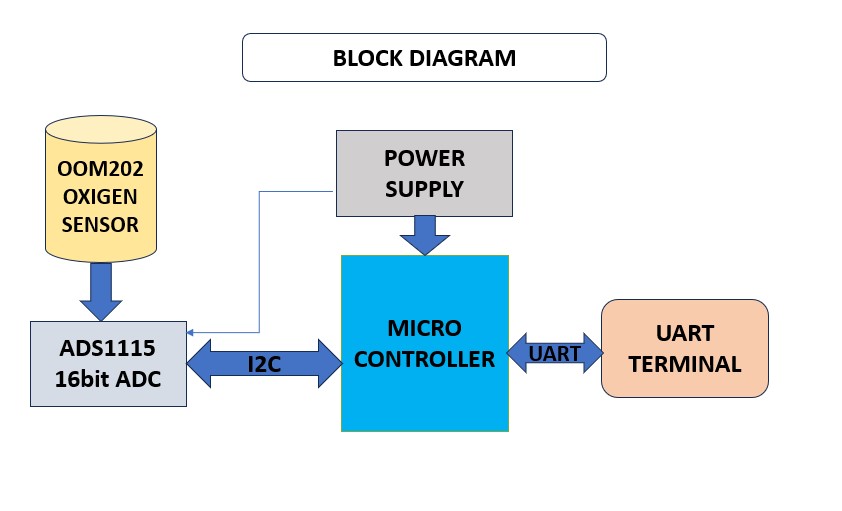 BLOCK DIAGRAM
OOM202
OXIGEN
SENSOR
POWER
SUPPLY
ADS1115
16bit ADC
I2C
MICRO
CONTROLLER
UART
UART
TERMINAL